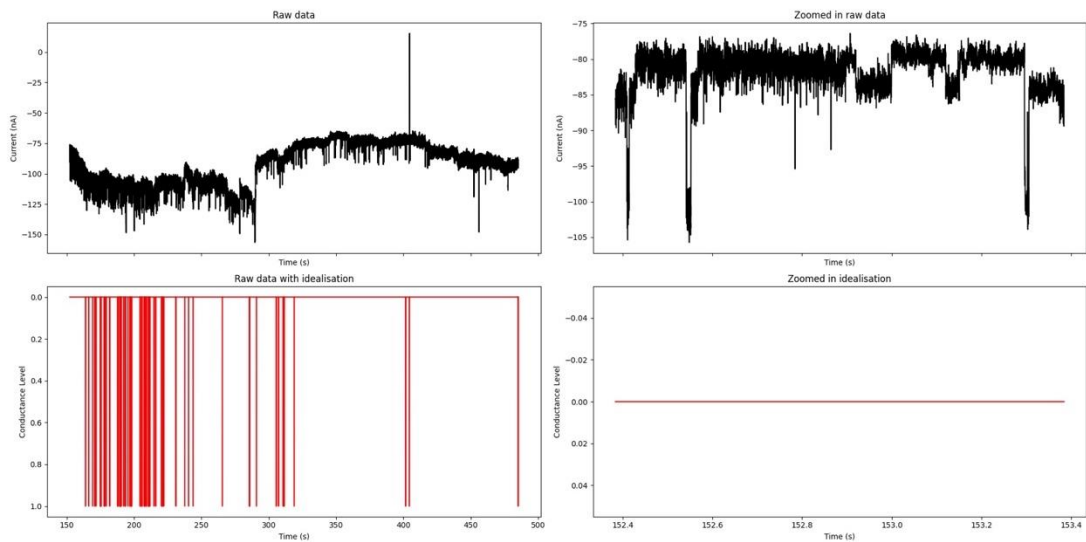 Raw data
Current (nA)
0
−25
−50
−75
−100
−125
−150
Time (s)
Zoomed in raw data
Current (nA)
−75
−80
−85
−90
−95
−100
−105
Time (s)
Raw data with idealisation
Conductance Level
0.0
0.2
0.4
0.6
0.8
1.0
150 200 250 300 350 400 450 500
Time (s)
Zoomed in idealisation
Conductance Level
−0.04
−0.02
0.00
0.02
0.04
152.4 152.6 152.8 153.0 153.2 153.4
Time (s)